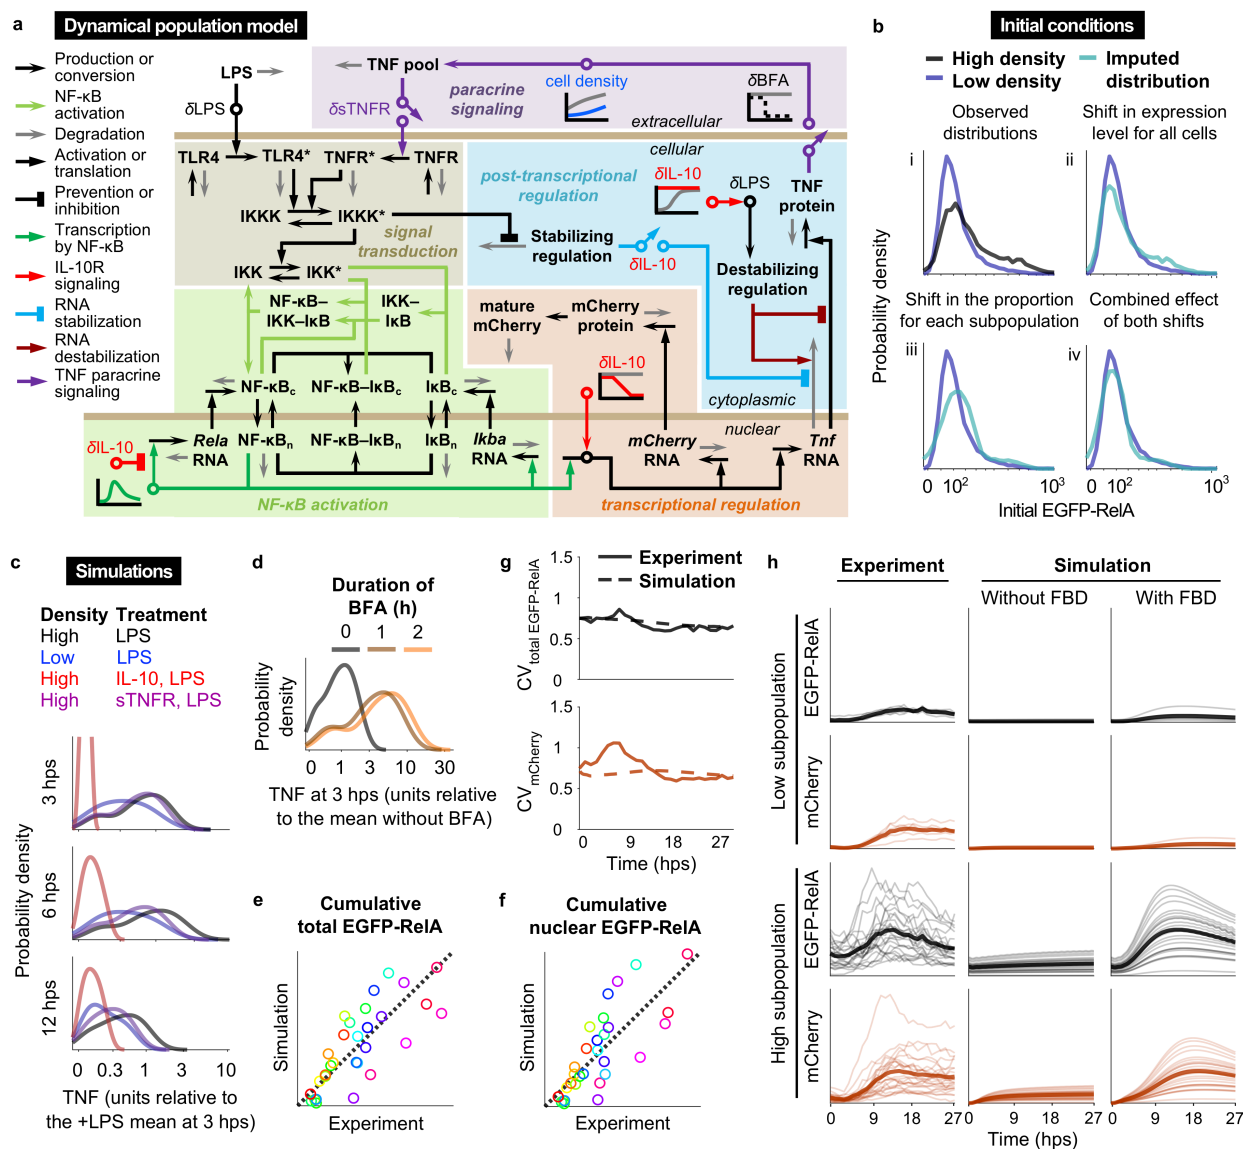 a
Dynamical population model
Production or
conversion
NF-κB
activation
Degradation
Activation or
translation
Prevention or
inhibition
Transcription
by NF-κB
IL-10R
signaling
RNA
stabilization
RNA
destabilization
TNF paracrine
signaling
LPS
δLPS
TNF pool
δsTNFR
paracrine
signaling
cell density
δBFA
extracellular
cellular
TLR4
TLR4*
TNFR*
TNFR
IKKK
IKKK*
signal
transduction
IKK
IKK*
post-transcriptional
regulation
δIL-10
δLPS
TNF
protein
Stabilizing
regulation
δIL-10
Destabilizing
regulation
NF-κB–
IKK–IκB
IKK–
IκB
mature
mCherry
mCherry
protein
δIL-10
NF-κBc
NF-κB–IκBc
IκBc
cytoplasmic
nuclear
δIL-10
Rela
RNA
NF-κBn
NF-κB–IκBn
IκBn
Ikba
RNA
mCherry
RNA
Tnf
RNA
NF-κB activation
transcriptional regulation
b
Initial conditions
High density
Low density
Imputed
distribution
Observed
distributions
Shift in expression
level for all cells
i
ii
Shift in the proportion
for each subpopulation
Combined effect
of both shifts
iii
iv
Probability density
0 10² 10³
0 10² 10³
Initial EGFP-RelA
c
Simulations
Density Treatment
High LPS
Low LPS
High IL-10, LPS
High sTNFR, LPS
3 hps
6 hps
12 hps
Probability density
0 0.3 1 3 10
TNF (units relative to
the +LPS mean at 3 hps)
d
Duration of
BFA (h)
0 1 2
Probability
density
0 1 3 10 30
TNF at 3 hps (units relative
to the mean without BFA)
e
Cumulative
total EGFP-RelA
Simulation
Experiment
f
Cumulative
nuclear EGFP-RelA
Simulation
Experiment
g
Experiment
Simulation
CVtotal EGFP-RelA
1.5
1
0.5
0
CVmCherry
1.5
1
0.5
0
0 9 18 27
Time (hps)
h
Experiment
Simulation
Without FBD
With FBD
Low subpopulation
EGFP-RelA
mCherry
High subpopulation
EGFP-RelA
mCherry
0 9 18 27
0 9 18 27
0 9 18 27
Time (hps)